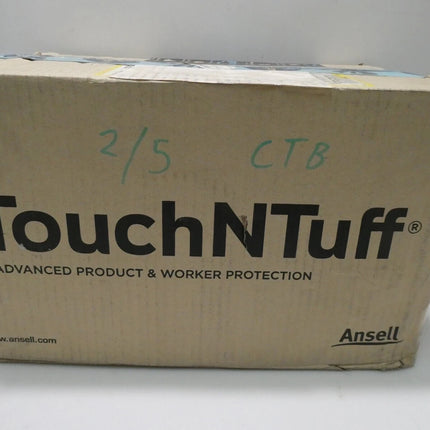 2/5 CTB
TouchNTuff®
ADVANCED PRODUCT & WORKER PROTECTION
w.ansell.com
Ansell